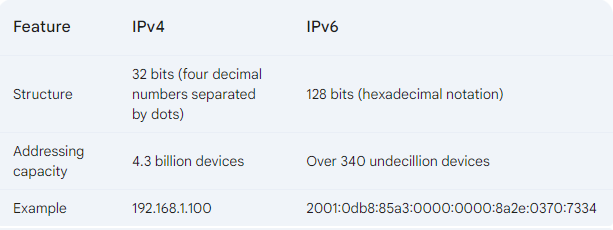 Feature IPv4 IPv6
Structure 32 bits (four decimal numbers separated by dots) 128 bits (hexadecimal notation)
Addressing capacity 4.3 billion devices Over 340 undecillion devices
Example 192.168.1.100 2001:0db8:85a3:0000:0000:8a2e:0370:7334